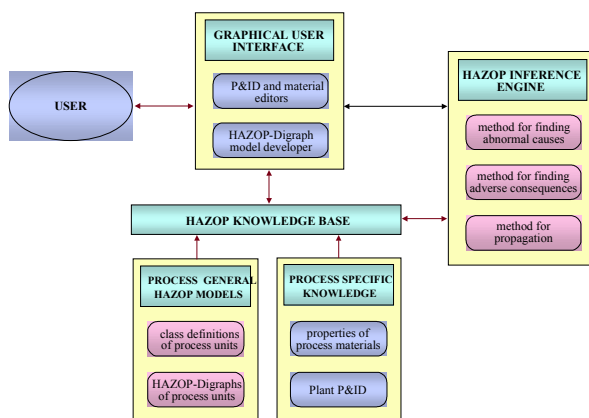 GRAPHICAL USER
INTERFACE
P&ID and material
editors
HAZOP-Digraph
model developer
USER
HAZOP INFERENCE
ENGINE
method for finding
abnormal causes
method for finding
adverse consequences
method for
propagation
HAZOP KNOWLEDGE BASE
PROCESS GENERAL
HAZOP MODELS
class definitions
of process units
HAZOP-Digraphs
of process units
PROCESS SPECIFIC
KNOWLEDGE
properties of
process materials
Plant P&ID